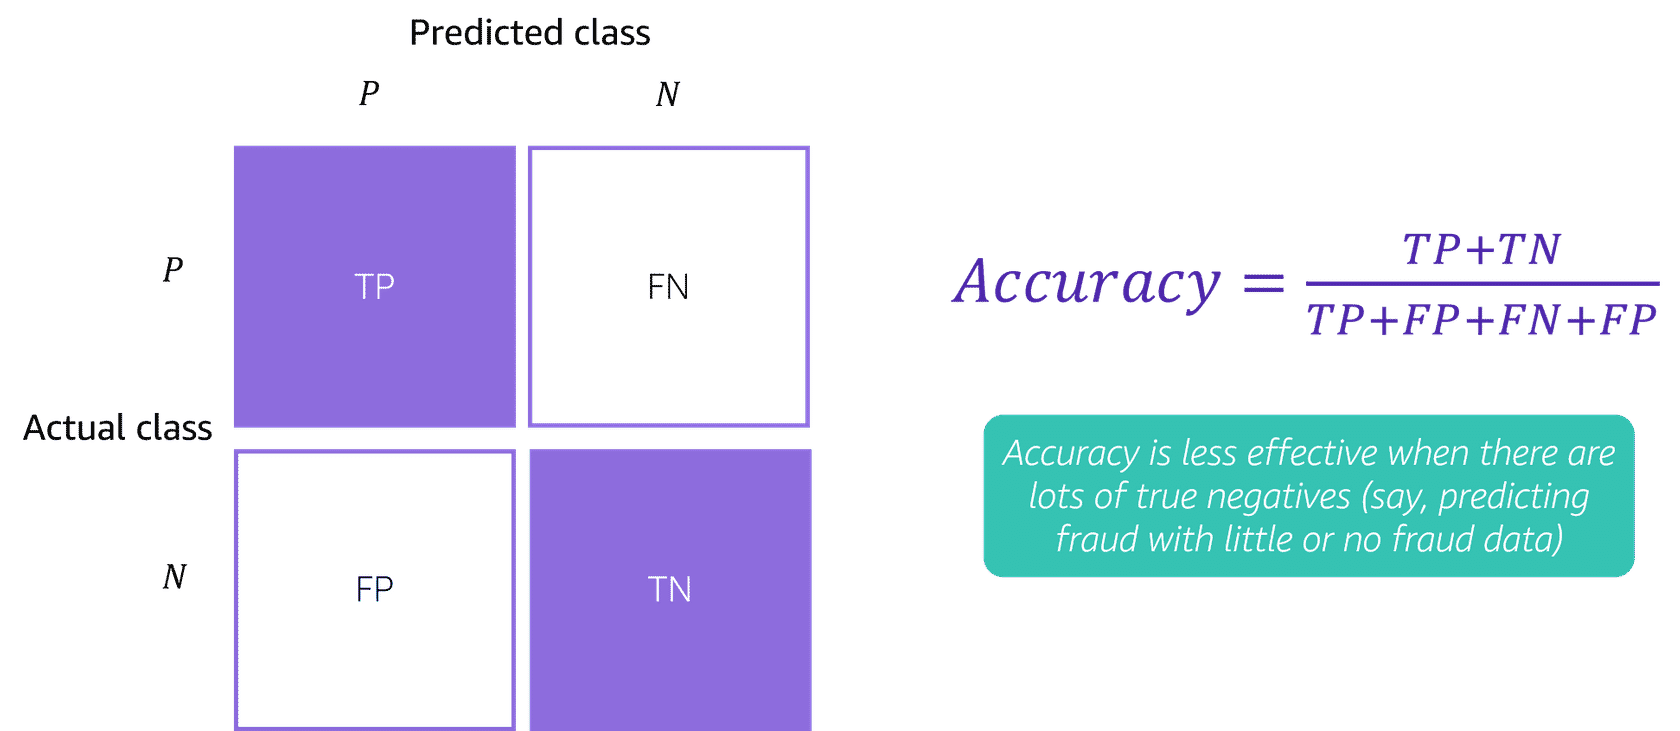 Predicted class
P
N
P
TP
FN
Actual class
N
FP
TN
Accuracy = TP+TN
TP+FP+FN+FP
Accuracy is less effective when there are
lots of true negatives (say, predicting
fraud with little or no fraud data)